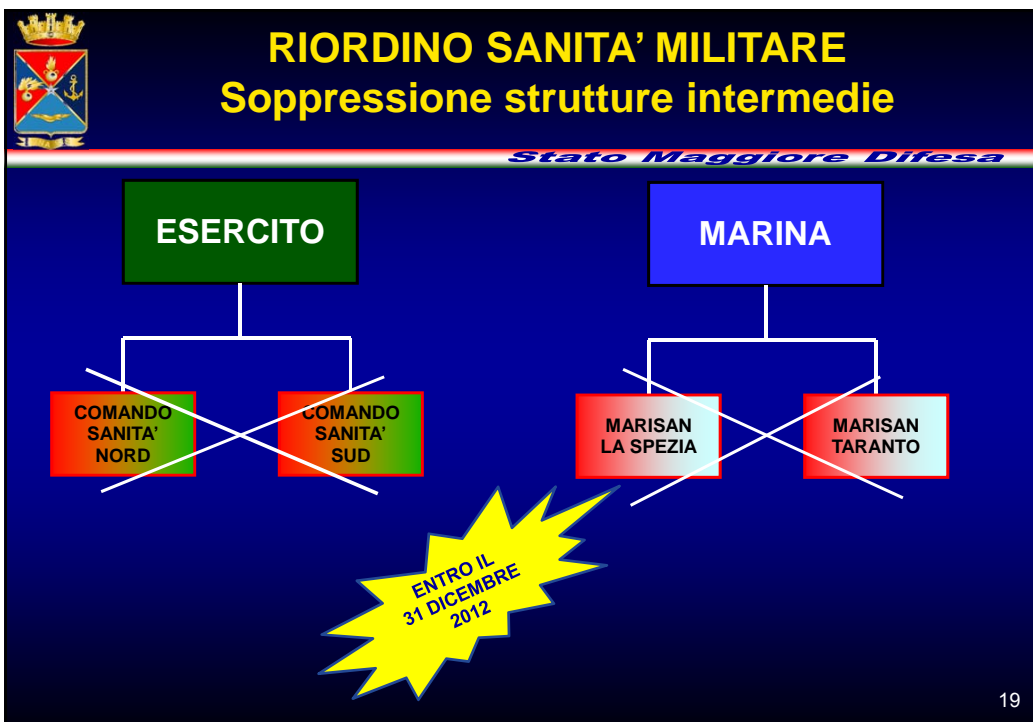 RIORDINO SANITA’ MILITARE
Soppressione strutture intermedie
Stato Maggiore Difesa
ESERCITO
MARINA
COMANDO
SANITA’
NORD
COMANDO
SANITA’
SUD
MARISAN
LA SPEZIA
MARISAN
TARANTO
ENTRO IL
31 DICEMBRE
2012
19